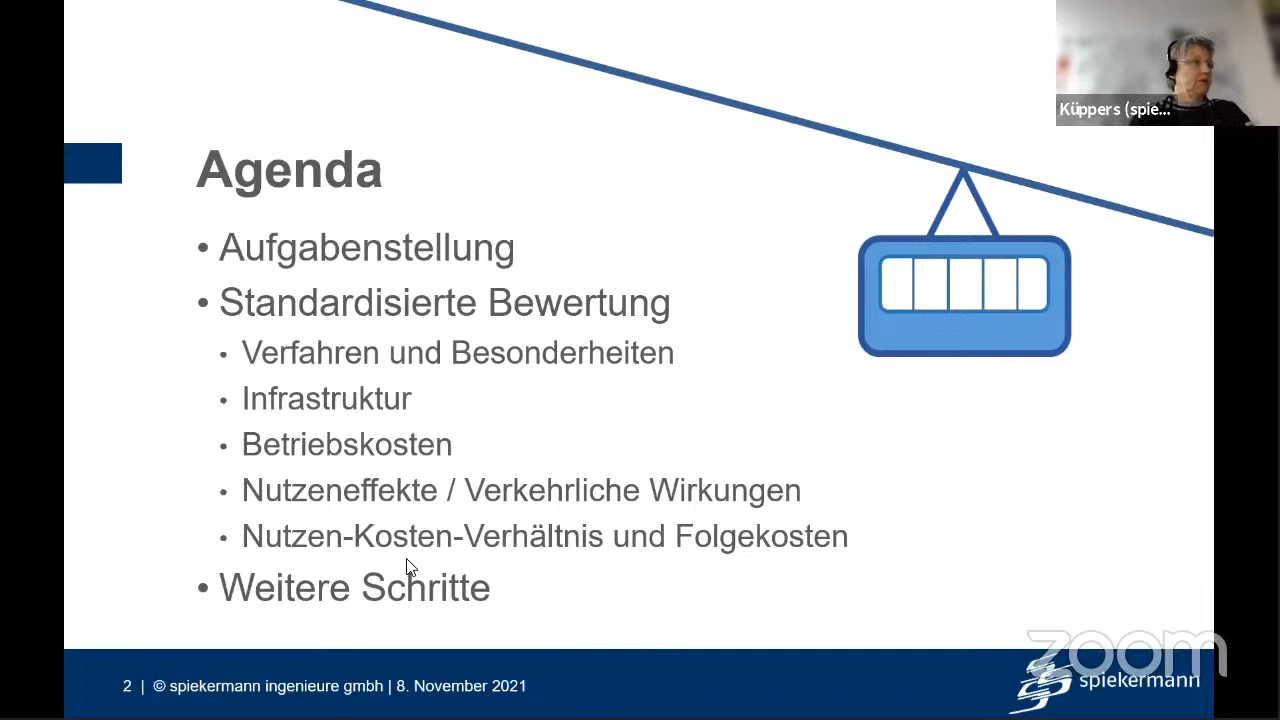 Küppers (spie...
Agenda
• Aufgabenstellung
• Standardisierte Bewertung
• Verfahren und Besonderheiten
• Infrastruktur
• Betriebskosten
• Nutzeneffekte / Verkehrliche Wirkungen
• Nutzen-Kosten-Verhältnis und Folgekosten
• Weitere Schritte
2 | © spiekermann ingenieure gmbh | 8. November 2021
zoom
spiekermann